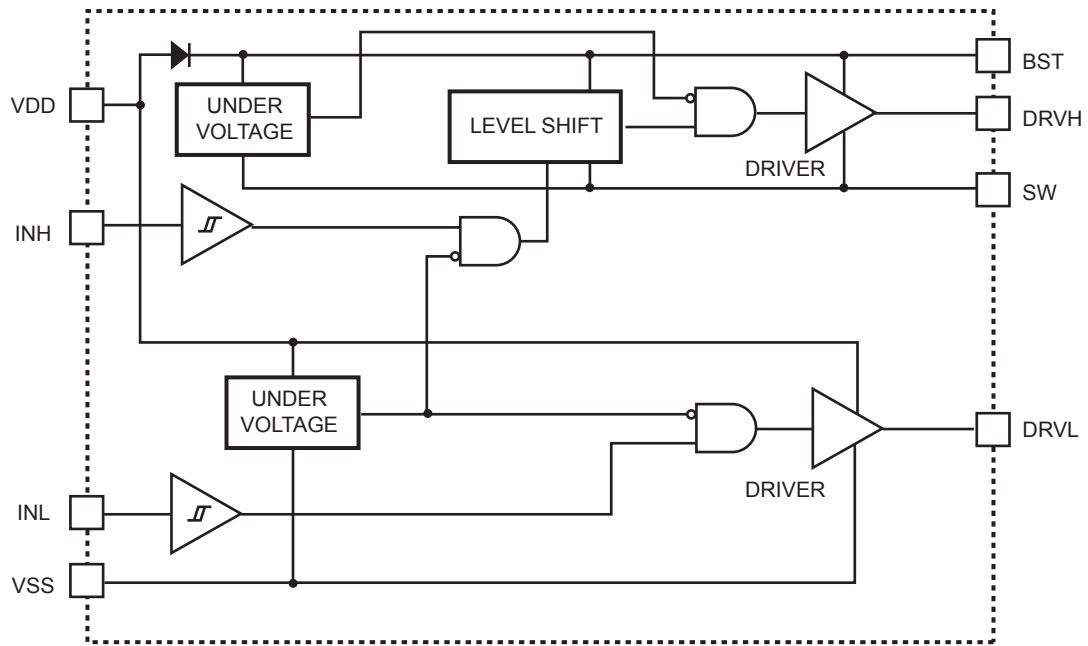 VDD
UNDER
VOLTAGE
LEVEL SHIFT
DRIVER
BST
DRVH
SW
INH
UNDER
VOLTAGE
DRIVER
DRVL
INL
VSS